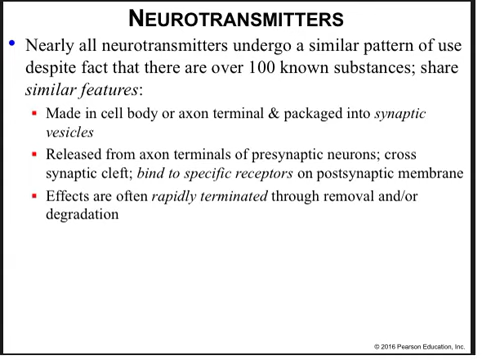 NEUROTRANSMITTERS
• Nearly all neurotransmitters undergo a similar pattern of use
despite fact that there are over 100 known substances; share
similar features:
▪ Made in cell body or axon terminal & packaged into synaptic
vesicles
▪ Released from axon terminals of presynaptic neurons; cross
synaptic cleft; bind to specific receptors on postsynaptic membrane
▪ Effects are often rapidly terminated through removal and/or
degradation
© 2016 Pearson Education, Inc.